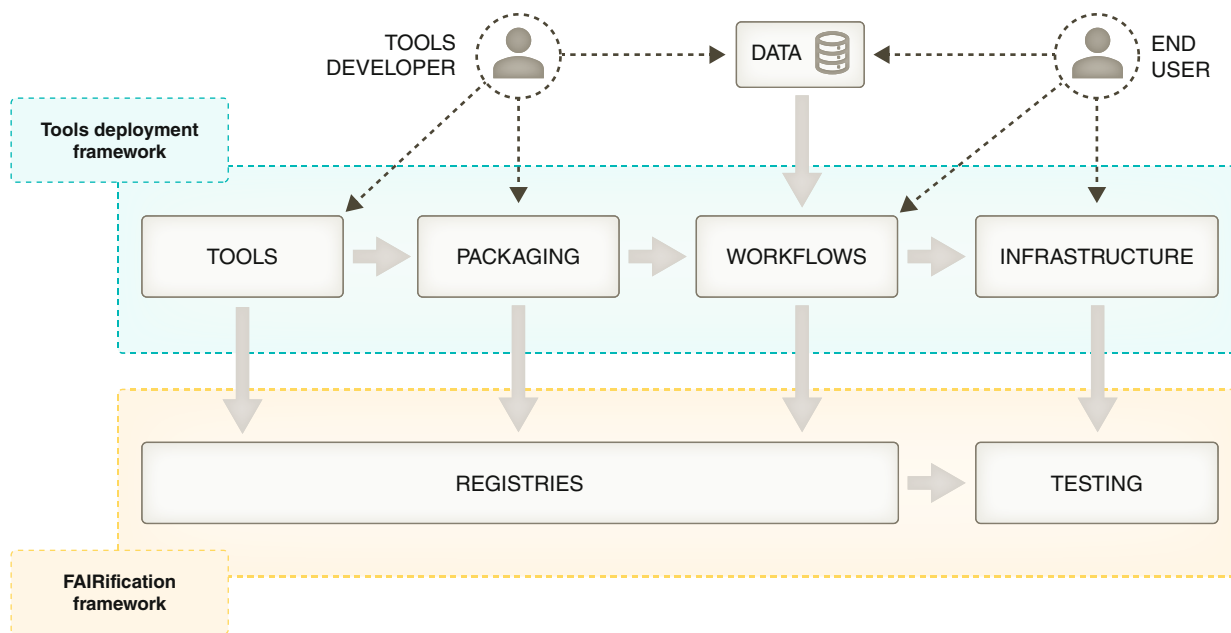 TOOLS
DEVELOPER
DATA
END
USER
Tools deployment
framework
TOOLS
PACKAGING
WORKFLOWS
INFRASTRUCTURE
REGISTRIES
TESTING
FAIRification
framework